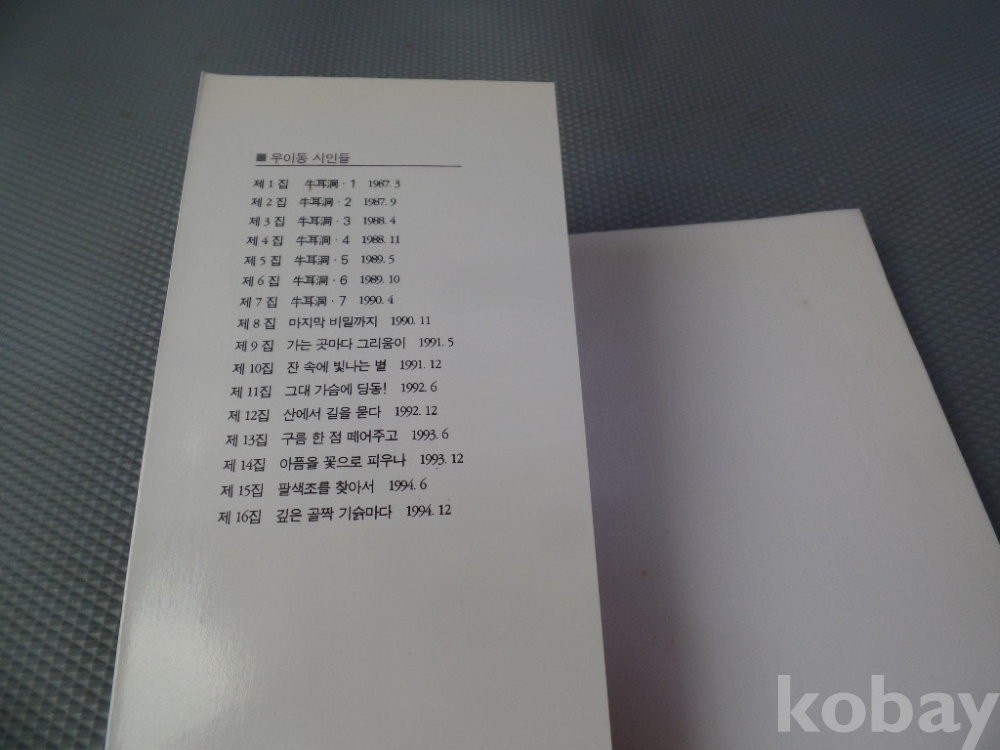 ■ 우이동 시인들
제 1 집 牛耳洞 · 1 1987. 3
제 2 집 牛耳洞 · 2 1987. 9
제 3 집 牛耳洞 · 3 1988. 4
제 4 집 牛耳洞 · 4 1988. 11
제 5 집 牛耳洞 · 5 1989. 5
제 6 집 牛耳洞 · 6 1989. 10
제 7 집 牛耳洞 · 7 1990. 4
제 8 집 마지막 비밀까지 1990. 11
제 9 집 가는 곳마다 그리움이 1991. 5
제 10집 잔 속에 빛나는 별 1991. 12
제 11집 그대 가슴에 딩동! 1992. 6
제 12집 산에서 길을 묻다 1992. 12
제 13집 구름 한 점 떼어주고 1993. 6
제 14집 아픔을 꽃으로 피우나 1993. 12
제 15집 팔색조를 찾아서 1994. 6
제 16집 깊은 골짝 기슭마다 1994. 12
kobay